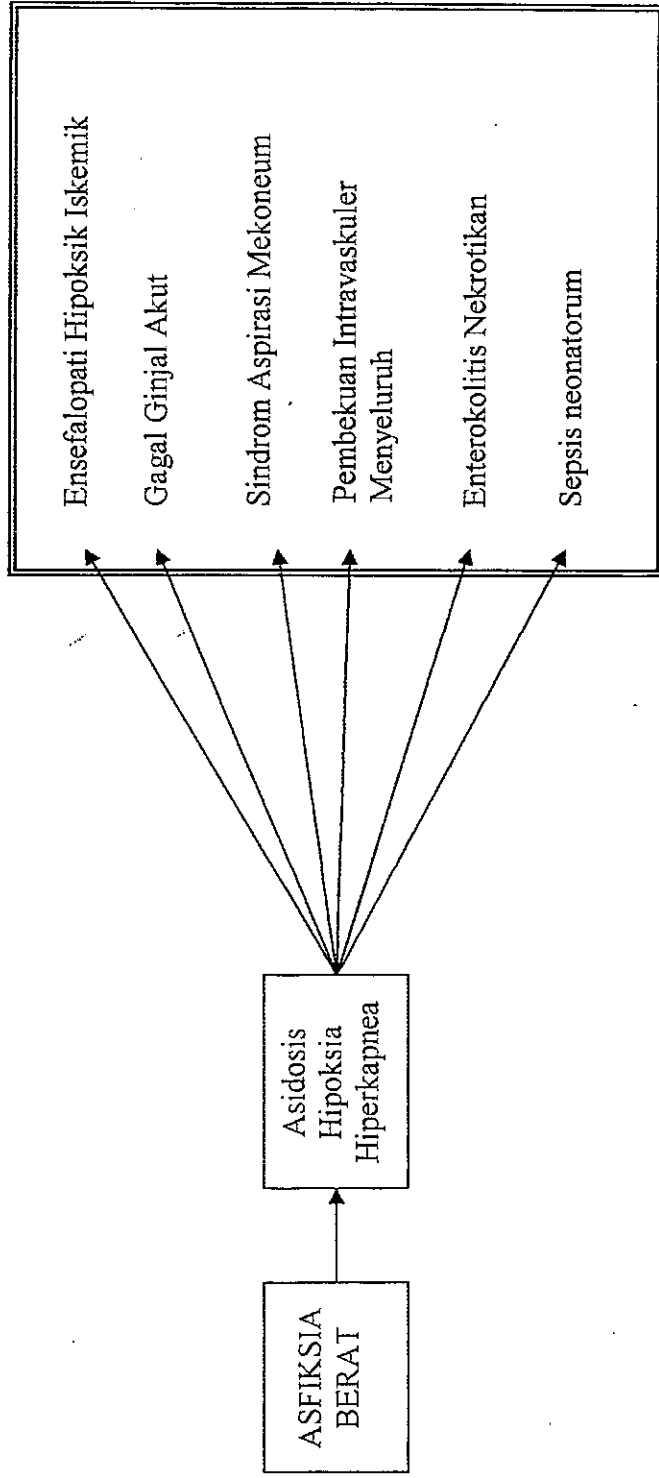 ASFIKSIA
BERAT
Asidosis
Hipoksia
Hiperkapnea
Ensefalopati Hipoksik Iskemik
Gagal Ginjal Akut
Sindrom Aspirasi Mekoneum
Pembekuan Intravaskuler
Menyeluruh
Enterokolitis Nekrotikan
Sepsis neonatorum